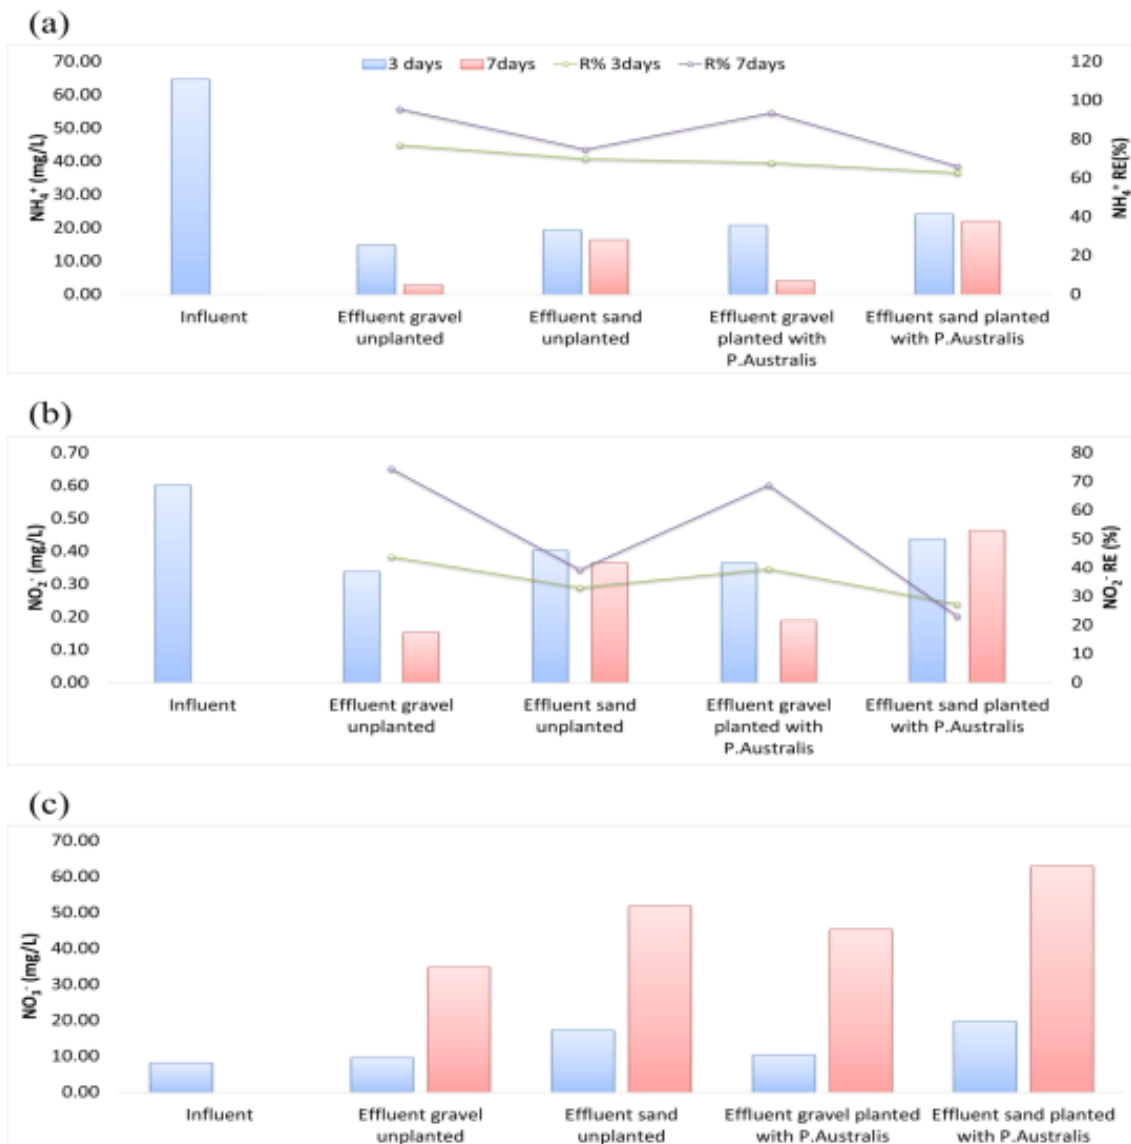 (a)
70.00
60.00
50.00
40.00
30.00
20.00
10.00
0.00
NH₄⁺ (mg/L)
3 days 7days R% 3days R% 7days
120
100
80
60
40
20
0
NH₄⁺ RE(%)
Influent
Effluent gravel
unplanted
Effluent sand
unplanted
Effluent gravel
planted with
P.Australis
Effluent sand planted
with P.Australis
(b)
0.70
0.60
0.50
0.40
0.30
0.20
0.10
0.00
NO₂⁻ (mg/L)
80
70
60
50
40
30
20
10
0
NO₂⁻ RE (%)
Influent
Effluent gravel
unplanted
Effluent sand
unplanted
Effluent gravel
planted with
P.Australis
Effluent sand planted
with P.Australis
(c)
70.00
60.00
50.00
40.00
30.00
20.00
10.00
0.00
NO₃⁻ (mg/L)
Influent
Effluent gravel
unplanted
Effluent sand
unplanted
Effluent gravel planted
with P.Australis
Effluent sand planted
with P.Australis